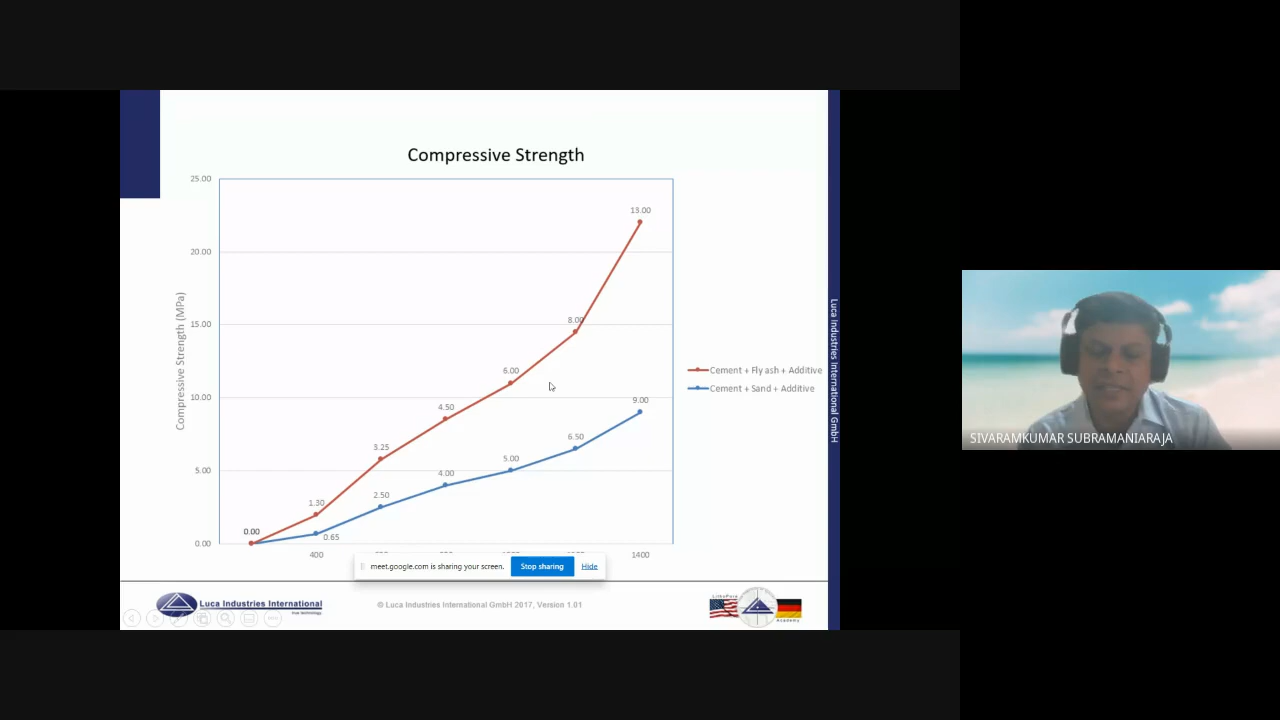 Compressive Strength
25.00
20.00
15.00
10.00
5.00
0.00
Compressive Strength (MPa)
13.00
8.00
6.00
4.50
3.25
1.30
0.00
9.00
6.50
5.00
4.00
2.50
0.65
400
1400
Cement + Fly ash + Additive
Cement + Sand + Additive
Luca Industries International GmbH
meet.google.com is sharing your screen.
Stop sharing
Hide
Luca Industries International
© Luca Industries International GmbH 2017, Version 1.01
LithoPore
Academy
SIVARAMKUMAR SUBRAMANIARAJA